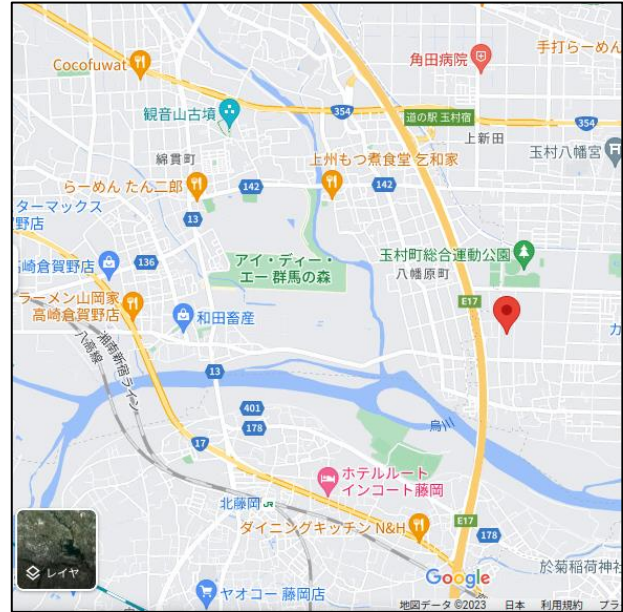 Cocofuwat
角田病院
手打らーめん
観音山古墳
354
道の駅 玉村宿
354
上新田
綿貫町
上州もつ煮食堂 乞和家
玉村八幡宮
らーめん たん二郎
142
142
ターマックス
野店
13
136
高崎倉賀野店
アイ・ディー・
エー 群馬の森
玉村町総合運動公園
八幡原町
E17
ラーメン山岡家
高崎倉賀野店
和田畜産
カ
湘南新宿ライン
八高線
13
401
178
烏川
17
ホテルルート
インコート藤岡
北藤岡 JR
ダイニングキッチン N&H
E17
178
レイヤ
Google
於菊稲荷神社
ヤオコー 藤岡店
地図データ ©2023 日本 利用規約 プラ